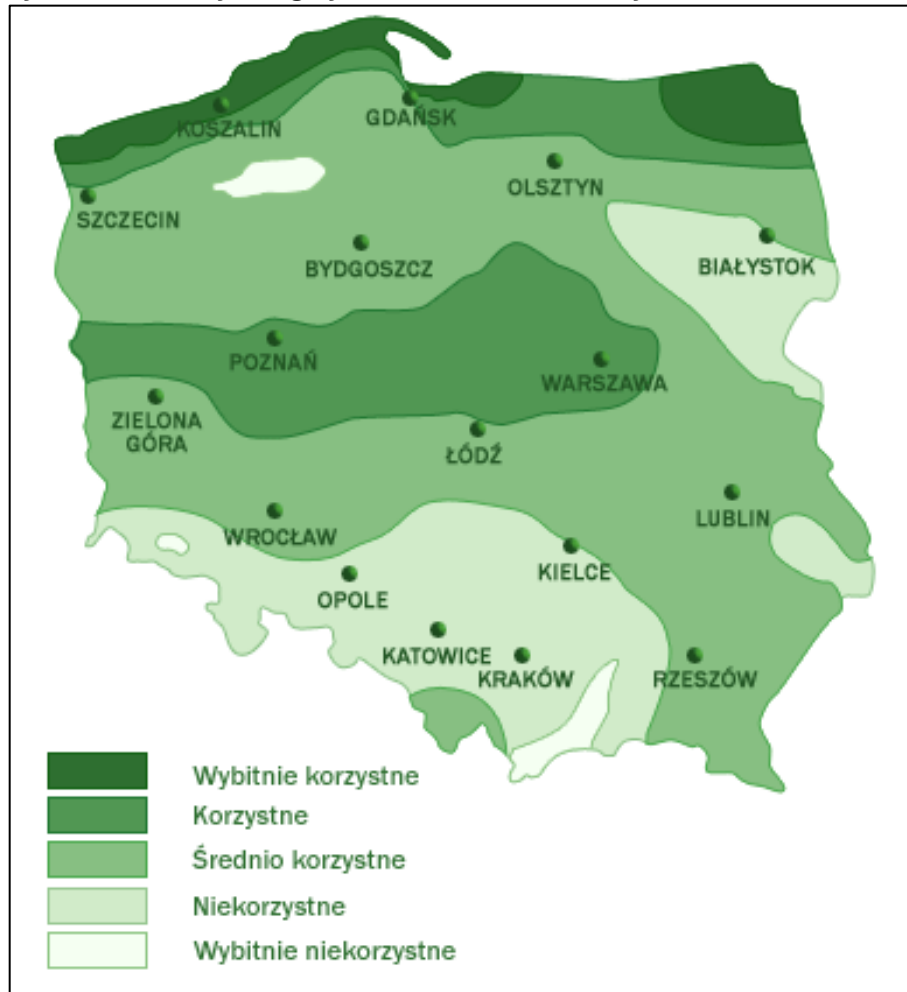 KOSZALIN
GDAŃSK
OLSZTYN
SZCZECIN
BYDGOSZCZ
BIAŁYSTOK
POZNAŃ
WARSZAWA
ZIELONA
GÓRA
ŁÓDŹ
LUBLIN
WROCŁAW
KIELCE
OPOLE
KATOWICE
KRAKÓW
RZESZÓW
Wybitnie korzystne
Korzystne
Średnio korzystne
Niekorzystne
Wybitnie niekorzystne